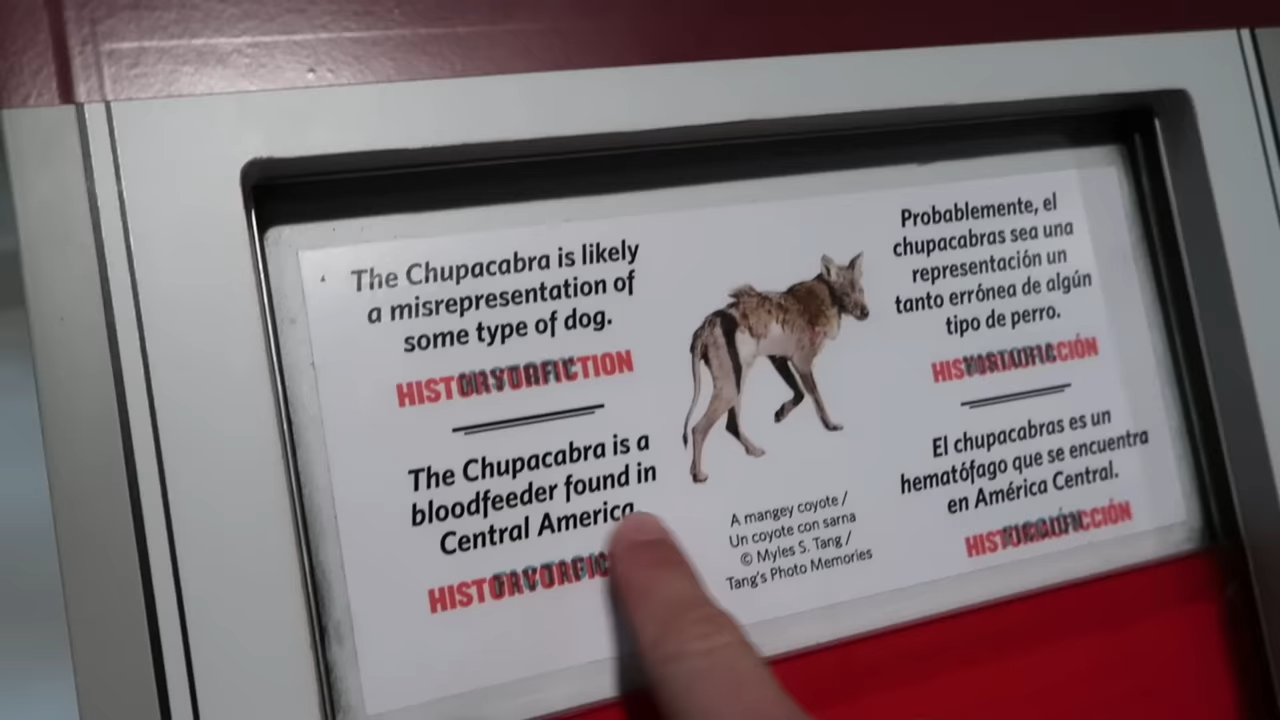 The Chupacabra is likely
a misrepresentation of
some type of dog.
The Chupacabra is a
bloodfeeder found in
Central America.
A mangey coyote /
Un coyote con sarna
© Myles S. Tang /
Tang's Photo Memories
Probablemente, el
chupacabras sea una
representación un
tanto errónea de algún
tipo de perro.
El chupacabras es un
hematófago que se encuentra
en América Central.